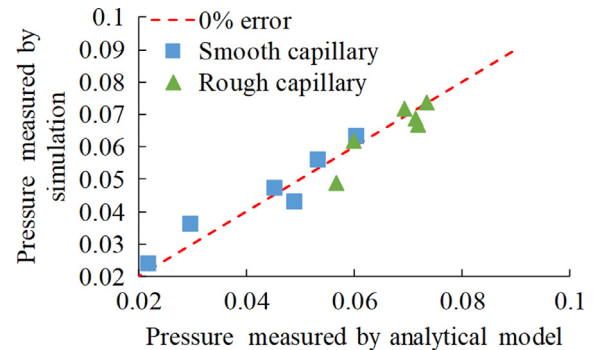 Pressure measured by
simulation
0.1
0.09
0.08
0.07
0.06
0.05
0.04
0.03
0.02
0% error
Smooth capillary
Rough capillary
0.02 0.04 0.06 0.08 0.1
Pressure measured by analytical model